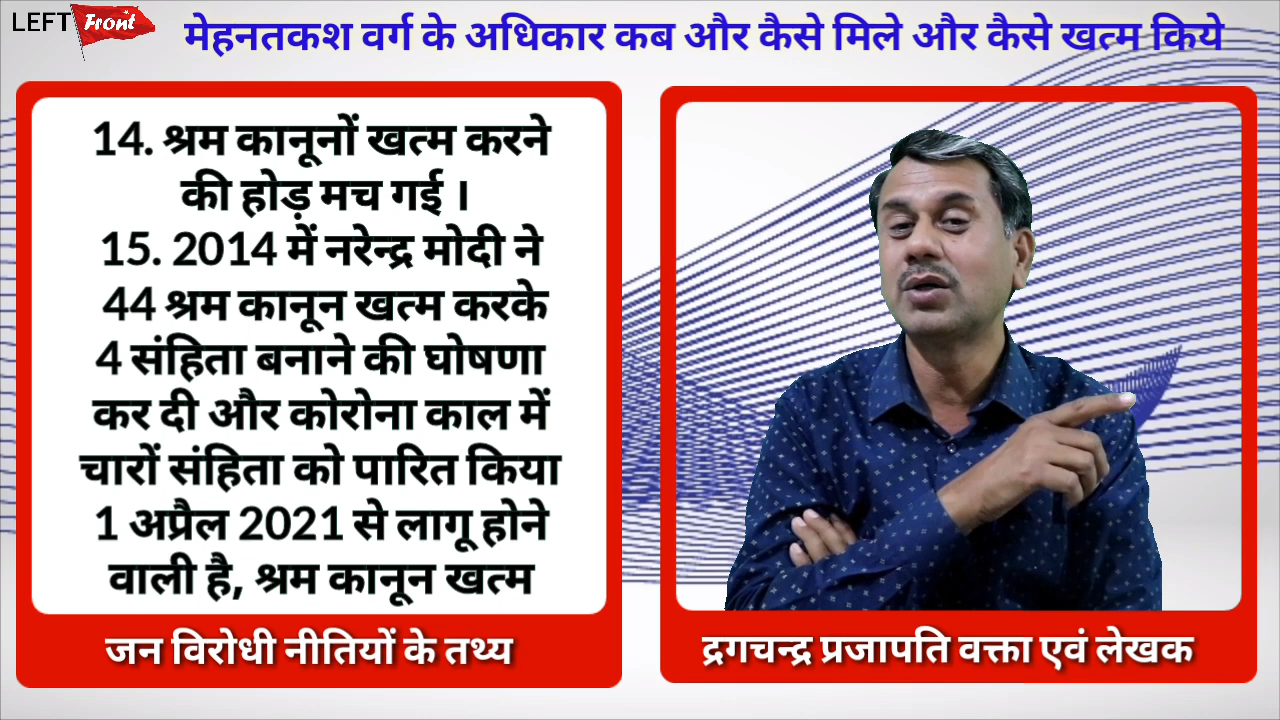 LEFT Front
मेहनतकश वर्ग के अधिकार कब और कैसे मिले और कैसे खत्म किये
14. श्रम कानूनों खत्म करने
की होड़ मच गई ।
15. 2014 में नरेन्द्र मोदी ने
44 श्रम कानून खत्म करके
4 संहिता बनाने की घोषणा
कर दी और कोरोना काल में
चारों संहिता को पारित किया
1 अप्रैल 2021 से लागू होने
वाली है, श्रम कानून खत्म
जन विरोधी नीतियों के तथ्य
द्रगचन्द्र प्रजापति वक्ता एवं लेखक